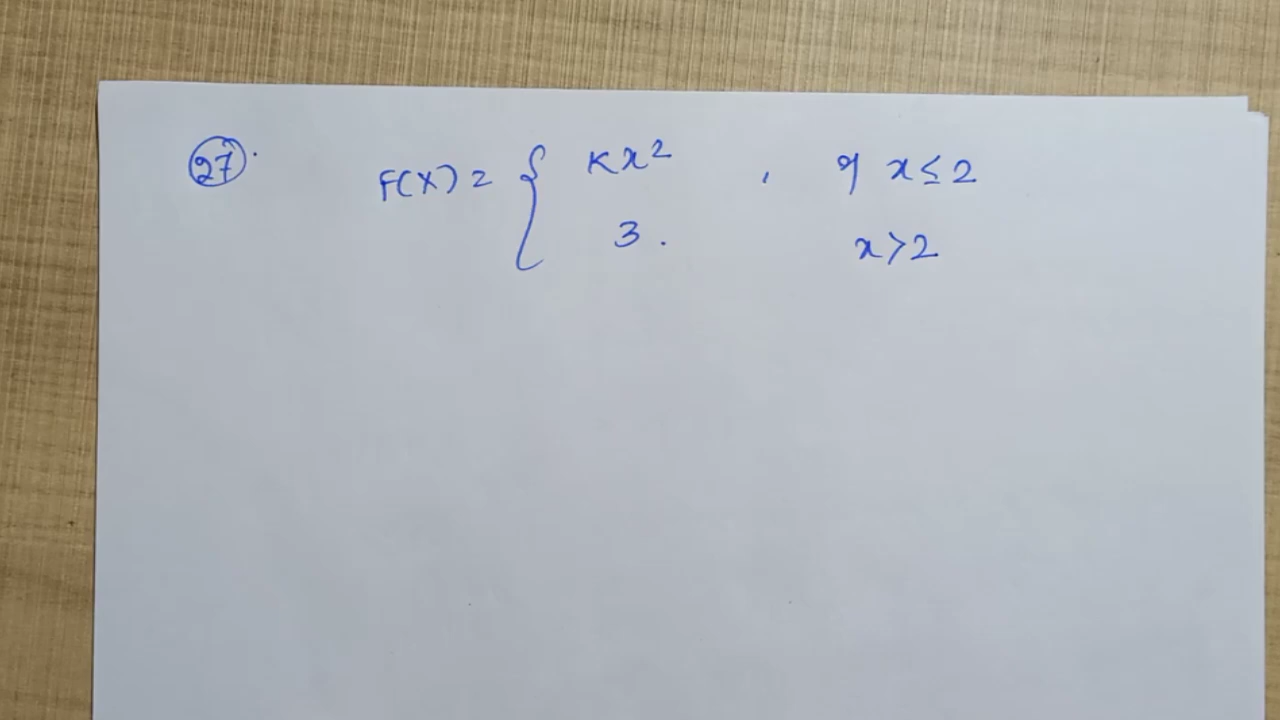 27.
F(x) = { kx² , if x ≤ 2
3. x > 2